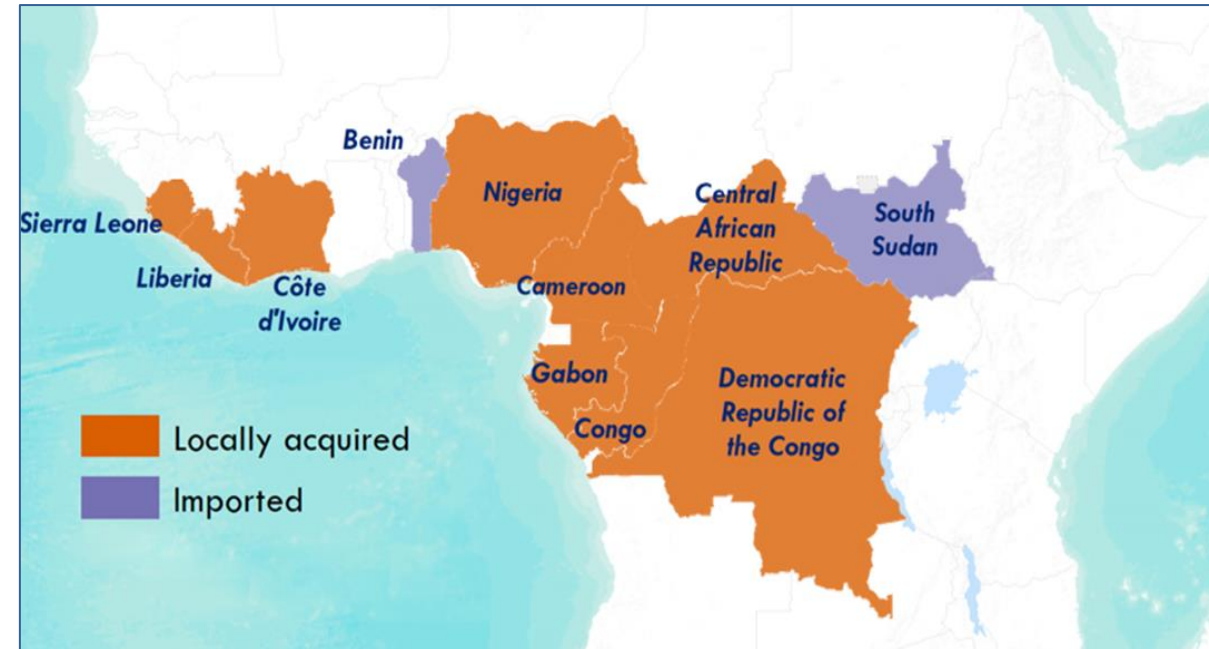 Benin
Nigeria
Central
African
Republic
South
Sudan
Sierra Leone
Liberia
Côte
d'Ivoire
Cameroon
Gabon
Congo
Democratic
Republic of
the Congo
Locally acquired
Imported